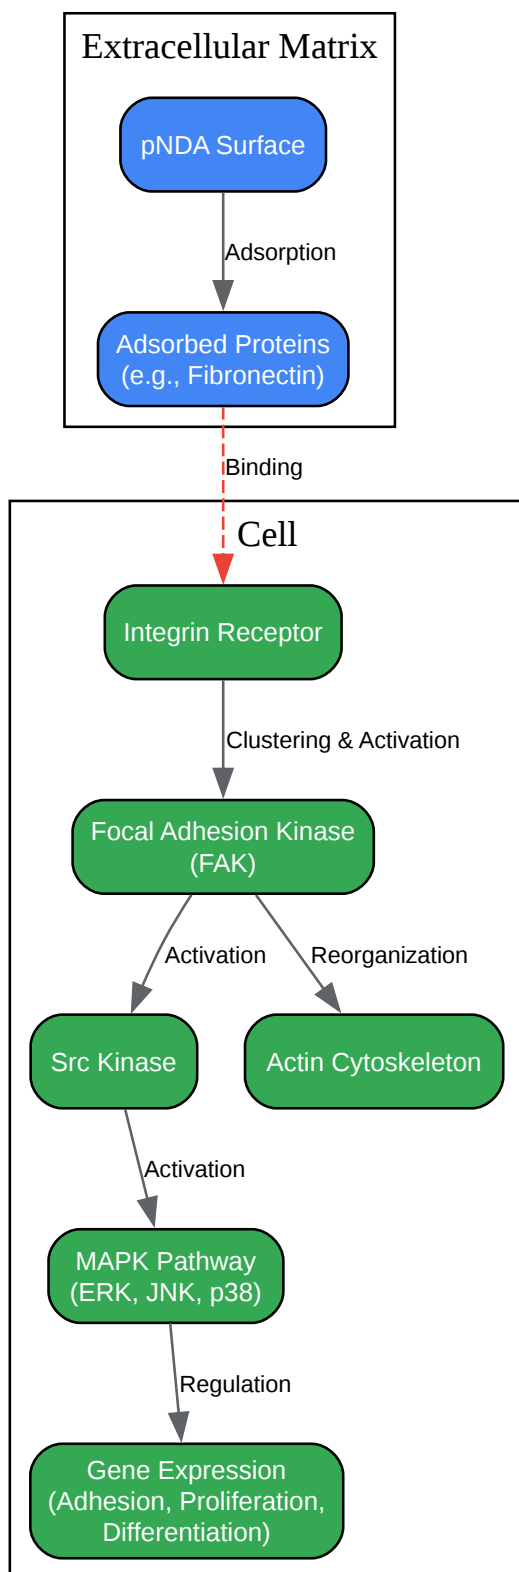 Extracellular Matrix
pNDA Surface
Adsorption
Adsorbed Proteins
(e.g., Fibronectin)
Binding
Cell
Integrin Receptor
Clustering & Activation
Focal Adhesion Kinase
(FAK)
Activation
Reorganization
Src Kinase
Actin Cytoskeleton
Activation
MAPK Pathway
(ERK, JNK, p38)
Regulation
Gene Expression
(Adhesion, Proliferation,
Differentiation)